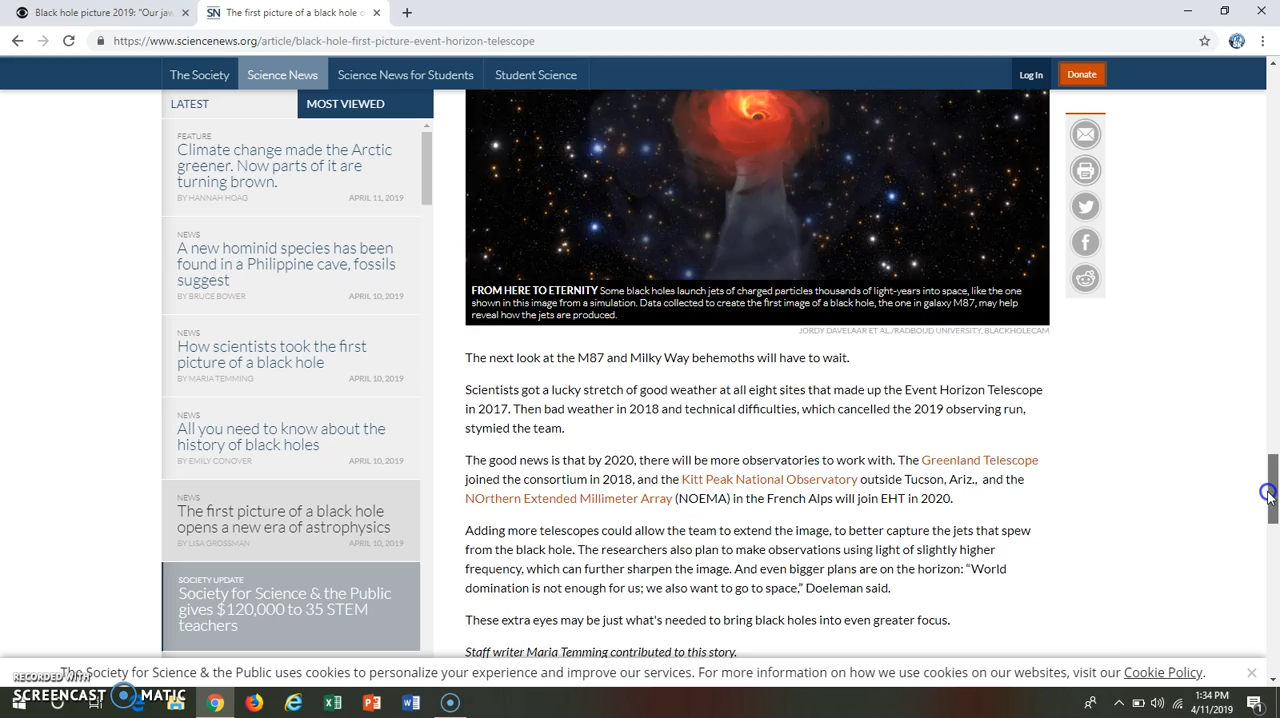 Black hole picture 2019: "Our jaw
The first picture of a black hole o
https://www.sciencenews.org/article/black-hole-first-picture-event-horizon-telescope
The Society
Science News
Science News for Students
Student Science
Log In
Donate
LATEST
MOST VIEWED
FEATURE
Climate change made the Arctic
greener. Now parts of it are
turning brown.
BY HANNAH HOAG
APRIL 11, 2019
NEWS
A new hominid species has been
found in a Philippine cave, fossils
suggest
BY BRUCE BOWER
APRIL 10, 2019
NEWS
How scientists took the first
picture of a black hole
BY MARIA TEMMING
APRIL 10, 2019
NEWS
All you need to know about the
history of black holes
BY EMILY CONOVER
APRIL 10, 2019
NEWS
The first picture of a black hole
opens a new era of astrophysics
BY LISA GROSSMAN
APRIL 10, 2019
SOCIETY UPDATE
Society for Science & the Public
gives $120,000 to 35 STEM
teachers
FROM HERE TO ETERNITY Some black holes launch jets of charged particles thousands of light-years into space, like the one
shown in this image from a simulation. Data collected to create the first image of a black hole, the one in galaxy M87, may help
reveal how the jets are produced.
JORDY DAVELAAR ET AL./RADBOUD UNIVERSITY, BLACKHOLECAM
The next look at the M87 and Milky Way behemoths will have to wait.
Scientists got a lucky stretch of good weather at all eight sites that made up the Event Horizon Telescope
in 2017. Then bad weather in 2018 and technical difficulties, which cancelled the 2019 observing run,
stymied the team.
The good news is that by 2020, there will be more observatories to work with. The Greenland Telescope
joined the consortium in 2018, and the Kitt Peak National Observatory outside Tucson, Ariz., and the
NOrthern Extended Millimeter Array (NOEMA) in the French Alps will join EHT in 2020.
Adding more telescopes could allow the team to extend the image, to better capture the jets that spew
from the black hole. The researchers also plan to make observations using light of slightly higher
frequency, which can further sharpen the image. And even bigger plans are on the horizon: “World
domination is not enough for us; we also want to go to space,” Doeleman said.
These extra eyes may be just what's needed to bring black holes into even greater focus.
Staff writer Maria Temming contributed to this story.
The Society for Science & the Public uses cookies to personalize your experience and improve our services. For more information on how we use cookies on our websites, visit our Cookie Policy.
RECORDED WITH
SCREENCAST MATIC
1:34 PM
4/11/2019